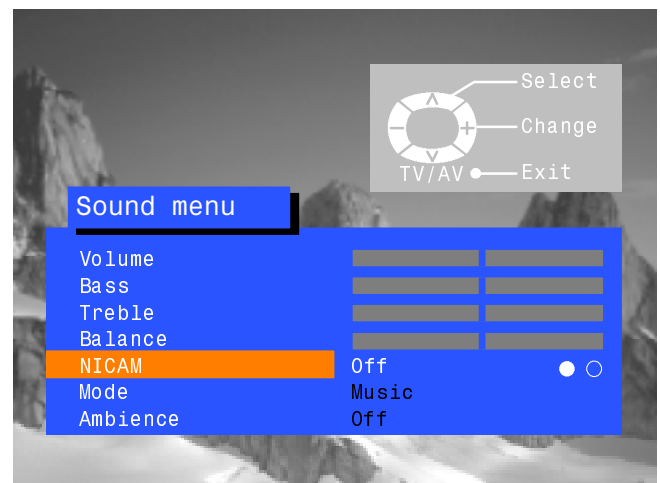 Select
Change
TV/AV Exit
Sound menu
Volume
Bass
Treble
Balance
NICAM Off
Mode Music
Ambience Off